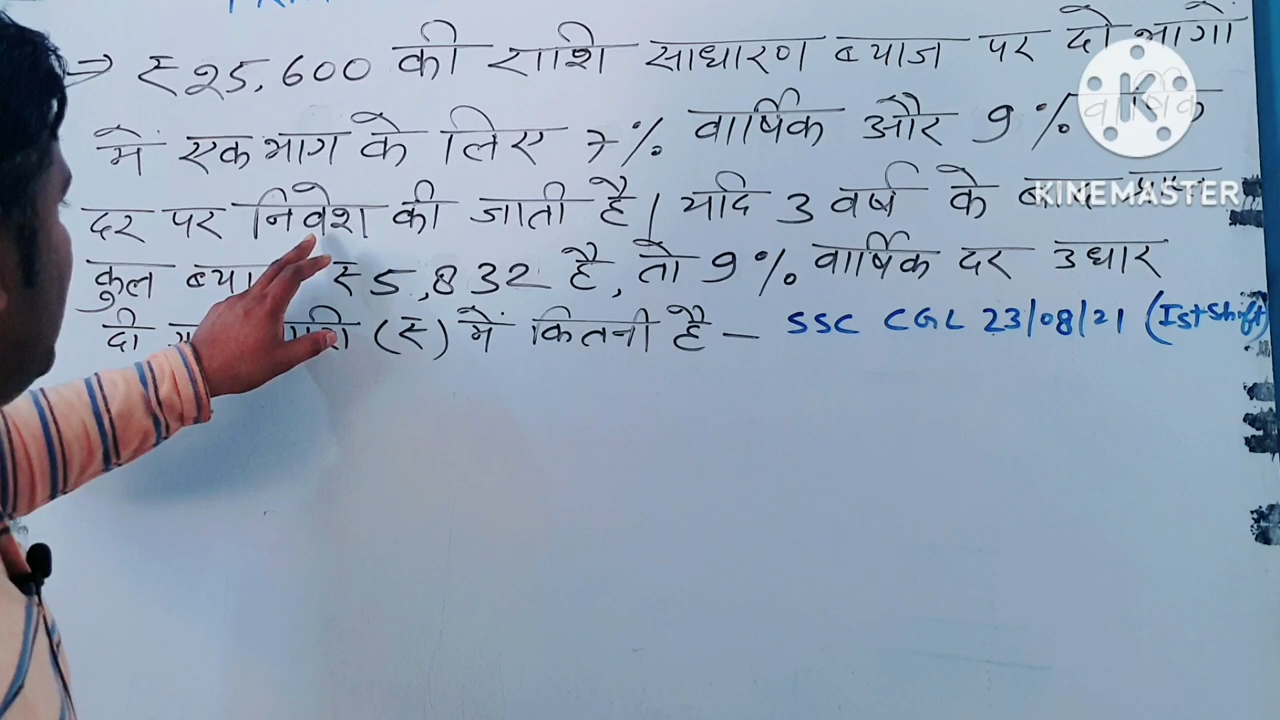 → ₹25,600 की राशि साधारण ब्याज पर दो भागों
में एक भाग के लिए 7% वार्षिक और 9% वार्षिक
दर पर निवेश की जाती है। यदि 3 वर्ष के बाद
कुल ₹5,832 है, तो 9% वार्षिक दर उधार
दी (₹) में कितनी है – SSC CGL 23/08/21 (Ist Shift)
K
KINEMASTER